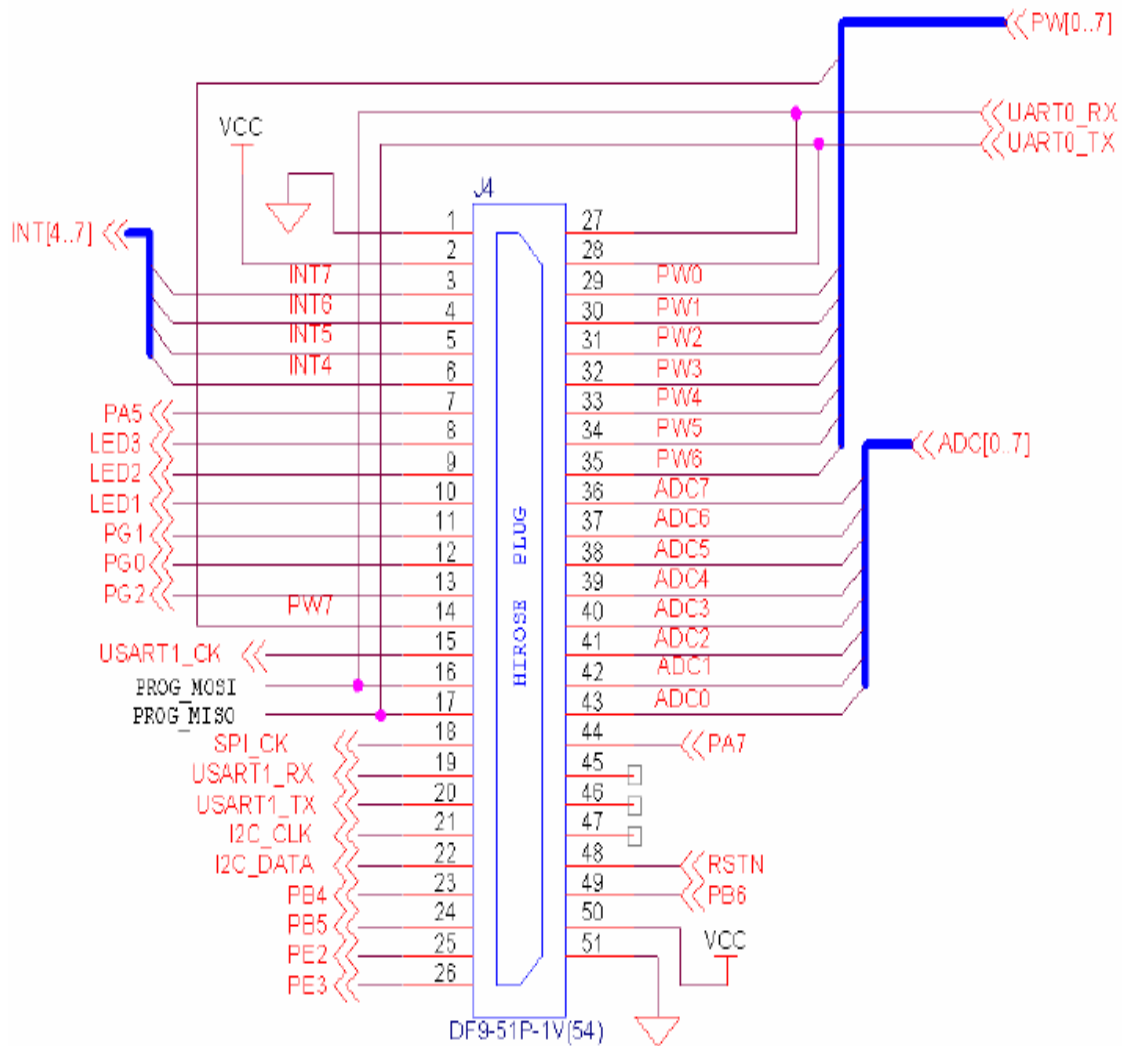 PW[0..7]
UART0_RX
VCC
UART0_TX
J4
1 27
INT[4..7]
2 28
INT7 3 29 PW0
INT6 4 30 PW1
INT5 5 31 PW2
INT4 6 32 PW3
PA5 7 33 PW4
LED3 8 34 PW5
LED2 9 35 PW6
LED1 10 36 ADC7
ADC[0..7]
PG1 11 37 ADC6
PG0 12 38 ADC5
PG2 13 39 ADC4
PW7 14 40 ADC3
USART1_CK 15 41 ADC2
PROG_MOSI 16 42 ADC1
PROG_MISO 17 43 ADC0
SPI_CK 18 44 PA7
USART1_RX 19 45
USART1_TX 20 46
I2C_CLK 21 47
I2C_DATA 22 48 RSTN
PB4 23 49 PB6
PB5 24 50
PE2 25 51 VCC
PE3 26
HIROSE PLUG
DF9-51P-1V(54)